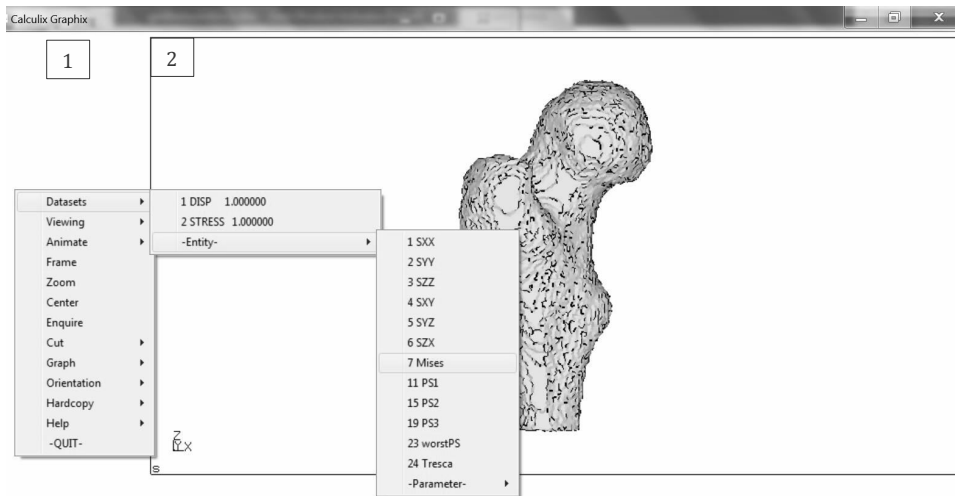 Calculix Graphix
1
2
Datasets
Viewing
Animate
Frame
Zoom
Center
Enquire
Cut
Graph
Orientation
Hardcopy
Help
-QUIT-
1 DISP 1.000000
2 STRESS 1.000000
-Entity-
1 SXX
2 SYY
3 SZZ
4 SXY
5 SYZ
6 SZX
7 Mises
11 PS1
15 PS2
19 PS3
23 worstPS
24 Tresca
-Parameter-
Z
YX
s